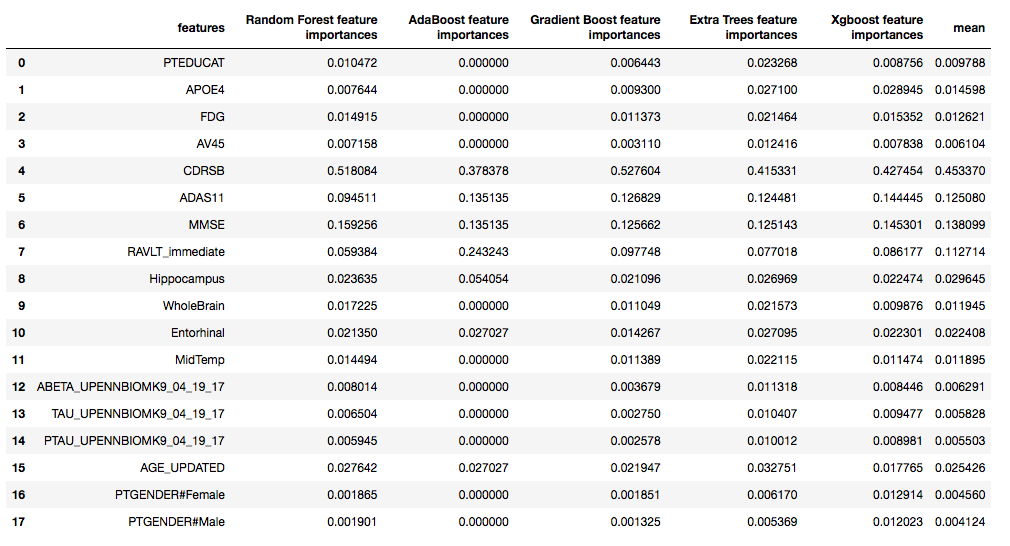 features Random Forest feature importances AdaBoost feature importances Gradient Boost feature importances Extra Trees feature importances Xgboost feature importances mean
0 PTEDUCAT 0.010472 0.000000 0.006443 0.023268 0.008756 0.009788
1 APOE4 0.007644 0.000000 0.009300 0.027100 0.028945 0.014598
2 FDG 0.014915 0.000000 0.011373 0.021464 0.015352 0.012621
3 AV45 0.007158 0.000000 0.003110 0.012416 0.007838 0.006104
4 CDRSB 0.518084 0.378378 0.527604 0.415331 0.427454 0.453370
5 ADAS11 0.094511 0.135135 0.126829 0.124481 0.144445 0.125080
6 MMSE 0.159256 0.135135 0.125662 0.125143 0.145301 0.138099
7 RAVLT_immediate 0.059384 0.243243 0.097748 0.077018 0.086177 0.112714
8 Hippocampus 0.023635 0.054054 0.021096 0.026969 0.022474 0.029645
9 WholeBrain 0.017225 0.000000 0.011049 0.021573 0.009876 0.011945
10 Entorhinal 0.021350 0.027027 0.014267 0.027095 0.022301 0.022408
11 MidTemp 0.014494 0.000000 0.011389 0.022115 0.011474 0.011895
12 ABETA_UPENNBIOMK9_04_19_17 0.008014 0.000000 0.003679 0.011318 0.008446 0.006291
13 TAU_UPENNBIOMK9_04_19_17 0.006504 0.000000 0.002750 0.010407 0.009477 0.005828
14 PTAU_UPENNBIOMK9_04_19_17 0.005945 0.000000 0.002578 0.010012 0.008981 0.005503
15 AGE_UPDATED 0.027642 0.027027 0.021947 0.032751 0.017765 0.025426
16 PTGENDER#Female 0.001865 0.000000 0.001851 0.006170 0.012914 0.004560
17 PTGENDER#Male 0.001901 0.000000 0.001325 0.005369 0.012023 0.004124